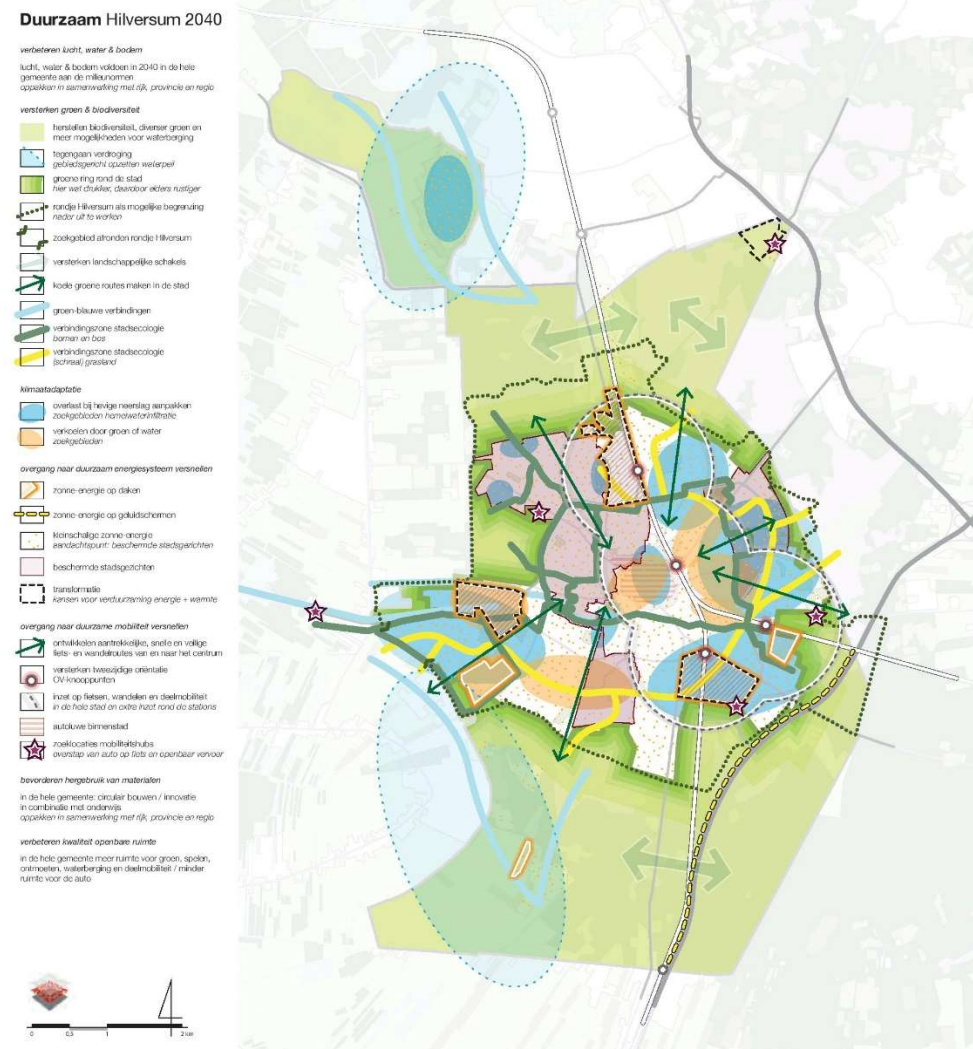 Duurzaam Hilversum 2040
verbeteren lucht, water & bodem
lucht, water & bodem voldoen in 2040 in de hele
gemeente aan de milieunormen
oppakken in samenwerking met rijk, provincie en regio
versterken groen & biodiversiteit
herstellen biodiversiteit, diverser groen en
meer mogelijkheden voor waterberging
tegengaan verdroging
gebiedsgericht opzetten waterpeil
groene ring rond de stad
hier wat drukker, daardoor elders rustiger
rondje Hilversum als mogelijke begrenzing
nader uit te werken
zoekgebied afronden rondje Hilversum
versterken landschappelijke schakels
koele groene routes maken in de stad
groen-blauwe verbindingen
verbindingszone stadsecologie
bomen en bos
verbindingszone stadsecologie
(schraal) grasland
klimaatadaptatie
overlast bij hevige neerslag aanpakken
zoekgebieden hemelwaterinfiltratie
verkoelen door groen of water
zoekgebieden
overgang naar duurzaam energiesysteem versnellen
zonne-energie op daken
zonne-energie op geluidschermen
kleinschalige zonne-energie
aandachtspunt: beschermde stadsgezichten
beschermde stadsgezichten
transformatie
kansen voor verduurzaming energie + warmte
overgang naar duurzame mobiliteit versnellen
ontwikkelen aantrekkelijke, snelle en veilige
fiets- en wandelroutes van en naar het centrum
versterken tweezijdige oriëntatie
OV-knooppunten
inzet op fietsen, wandelen en deelmobiliteit
in de hele stad en extra inzet rond de stations
autoluwe binnenstad
zoeklocaties mobiliteitshubs
overstap van auto op fiets en openbaar vervoer
bevorderen hergebruik van materialen
in de hele gemeente: circulair bouwen / innovatie
in combinatie met onderwijs
oppakken in samenwerking met rijk, provincie en regio
verbeteren kwaliteit openbare ruimte
in de hele gemeente meer ruimte voor groen, spelen,
ontmoeten, waterberging en deelmobiliteit / minder
ruimte voor de auto
0 0,5 1 2 km